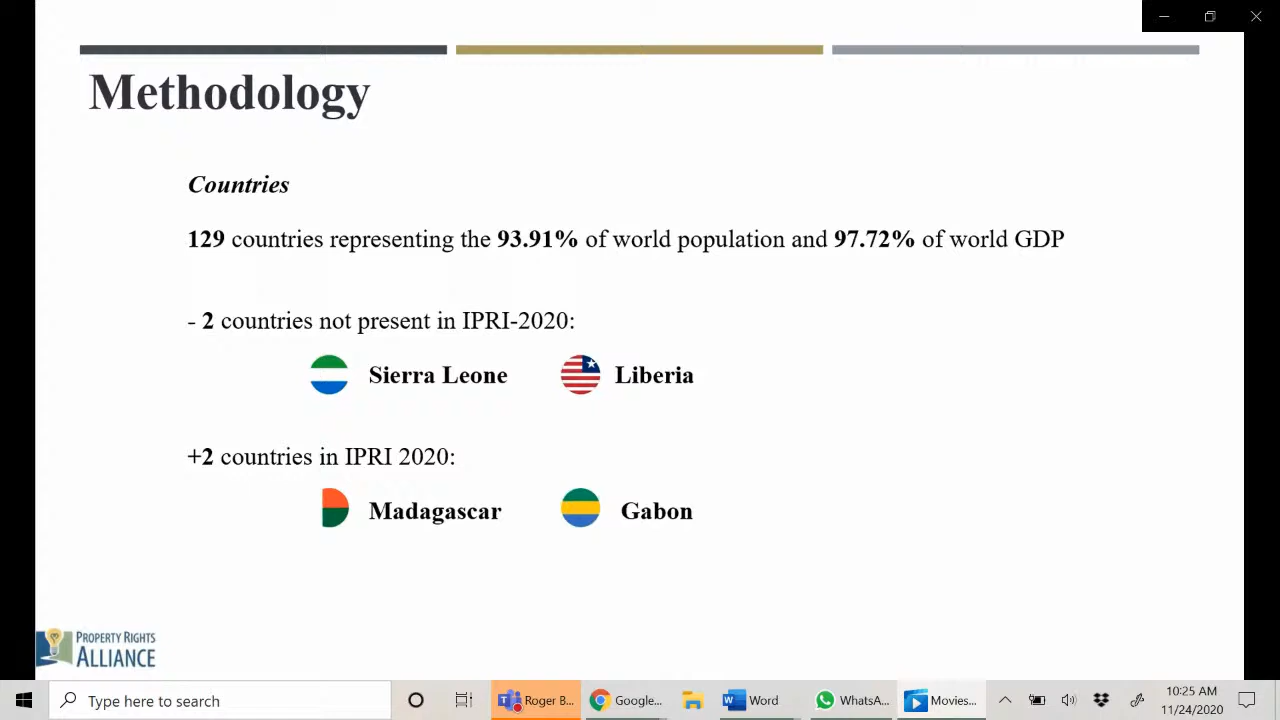 Methodology
Countries
129 countries representing the 93.91% of world population and 97.72% of world GDP
- 2 countries not present in IPRI-2020:
Sierra Leone Liberia
+2 countries in IPRI 2020:
Madagascar Gabon
PROPERTY RIGHTS
ALLIANCE
Type here to search
Roger B...
Google...
Word
WhatsA...
Movies...
10:25 AM
11/24/2020